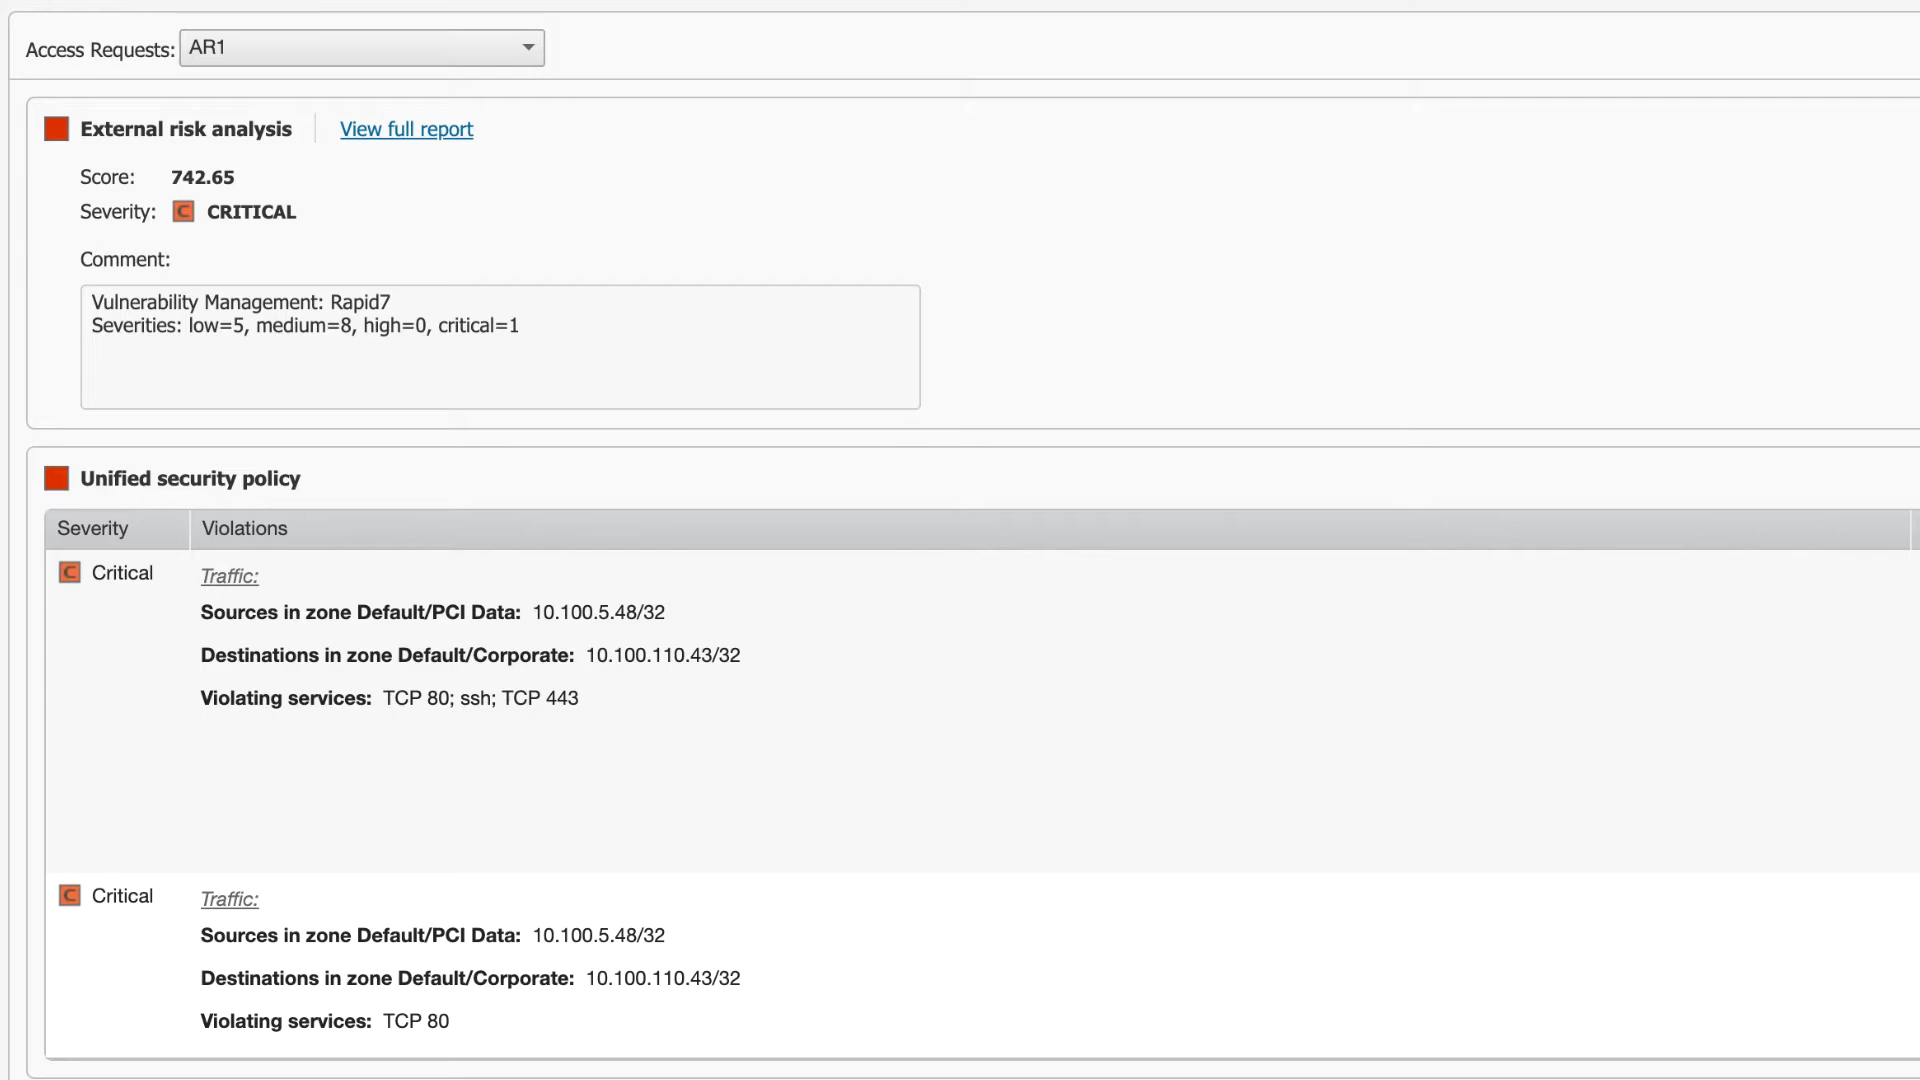 Access Requests: AR1
External risk analysis View full report
Score: 742.65
Severity: C CRITICAL
Comment:
Vulnerability Management: Rapid7
Severities: low=5, medium=8, high=0, critical=1
Unified security policy
Severity Violations
C Critical Traffic:
Sources in zone Default/PCI Data: 10.100.5.48/32
Destinations in zone Default/Corporate: 10.100.110.43/32
Violating services: TCP 80; ssh; TCP 443
C Critical Traffic:
Sources in zone Default/PCI Data: 10.100.5.48/32
Destinations in zone Default/Corporate: 10.100.110.43/32
Violating services: TCP 80